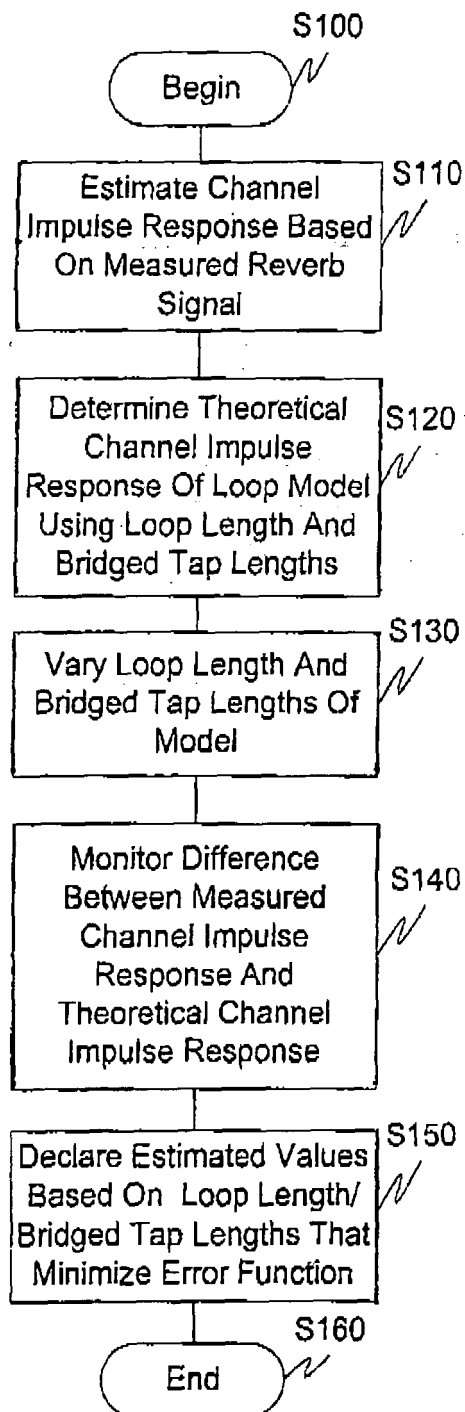 S100
Begin
S110
Estimate Channel
Impulse Response Based
On Measured Reverb
Signal
S120
Determine Theoretical
Channel Impulse
Response Of Loop Model
Using Loop Length And
Bridged Tap Lengths
S130
Vary Loop Length And
Bridged Tap Lengths Of
Model
S140
Monitor Difference
Between Measured
Channel Impulse
Response And
Theoretical Channel
Impulse Response
S150
Declare Estimated Values
Based On Loop Length/
Bridged Tap Lengths That
Minimize Error Function
S160
End